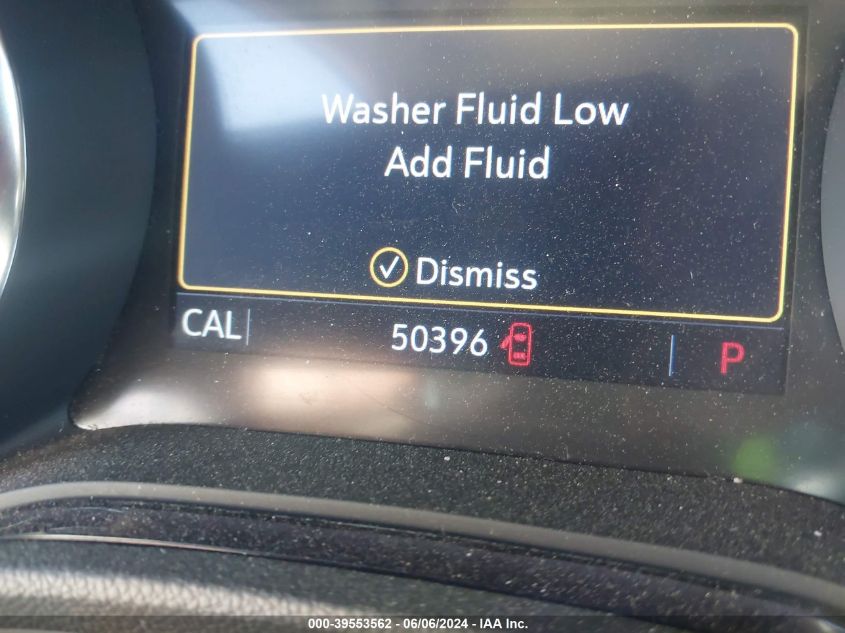 Washer Fluid Low
Add Fluid
Dismiss
CAL 50396 P
000-39553562 - 06/06/2024 - IAA Inc.